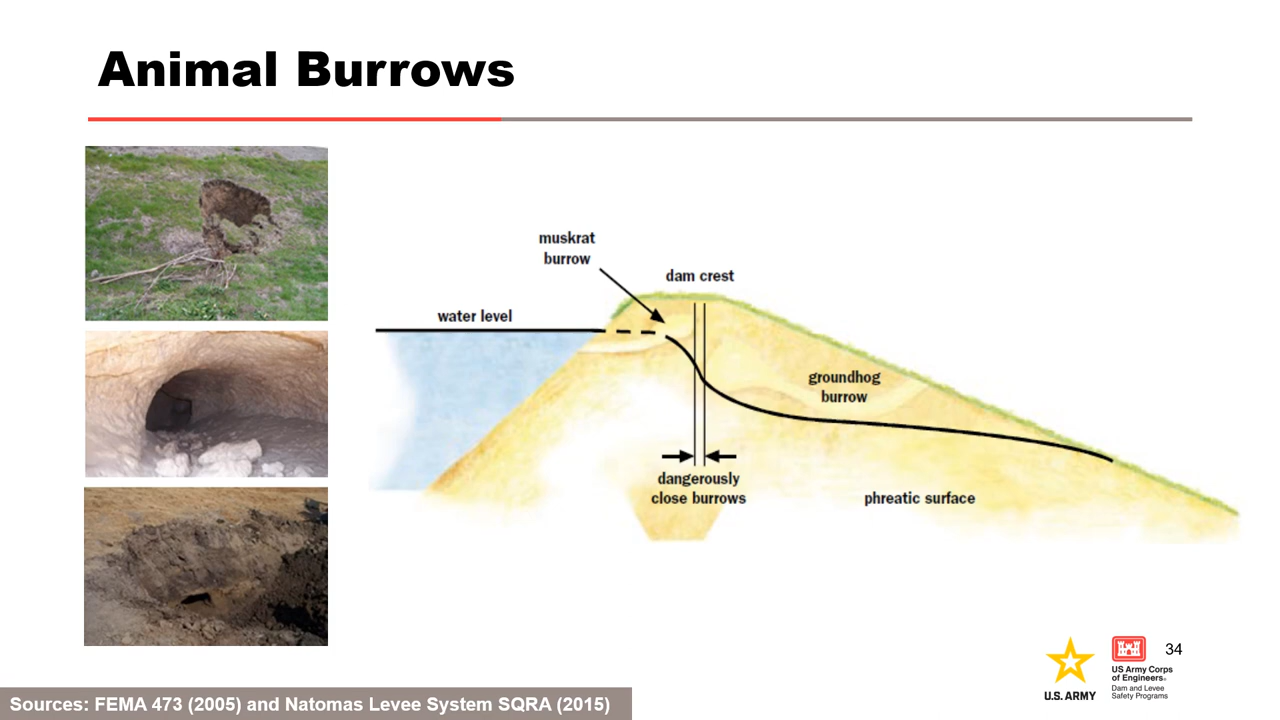 Animal Burrows
muskrat
burrow
dam crest
water level
groundhog
burrow
dangerously
close burrows
phreatic surface
34
U.S. ARMY
US Army Corps
of Engineers®
Dam and Levee
Safety Programs
Sources: FEMA 473 (2005) and Natomas Levee System SQRA (2015)